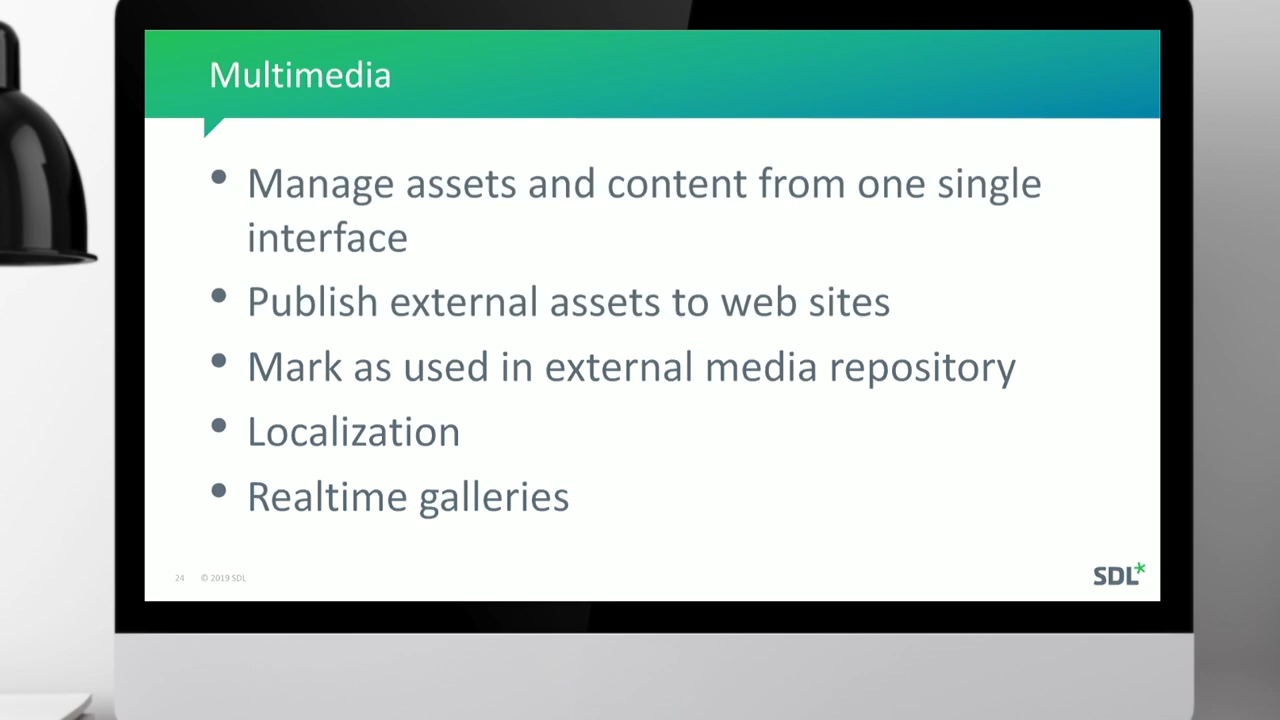 Multimedia
• Manage assets and content from one single
interface
• Publish external assets to web sites
• Mark as used in external media repository
• Localization
• Realtime galleries
24 © 2019 SDL
SDL*